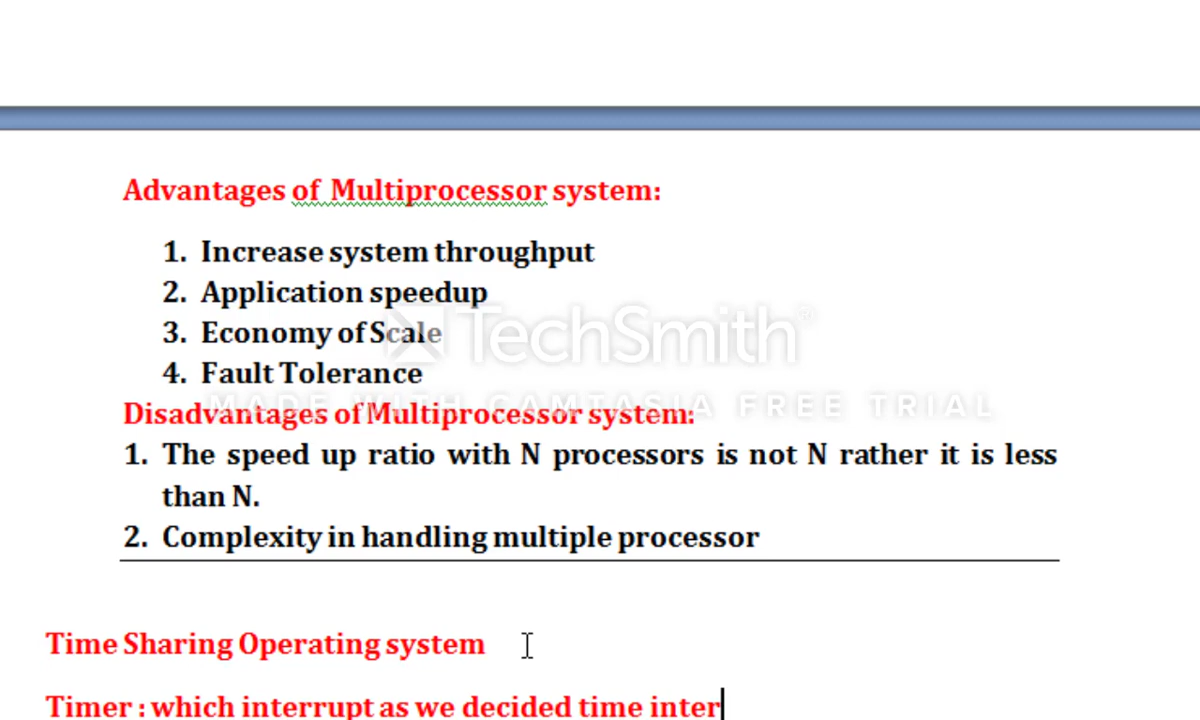 Advantages of Multiprocessor system:
1. Increase system throughput
2. Application speedup
3. Economy of Scale
4. Fault Tolerance
TechSmith®
MADE WITH CAMTASIA FREE TRIAL
Disadvantages of Multiprocessor system:
1. The speed up ratio with N processors is not N rather it is less
than N.
2. Complexity in handling multiple processor
Time Sharing Operating system
Timer : which interrupt as we decided time inter